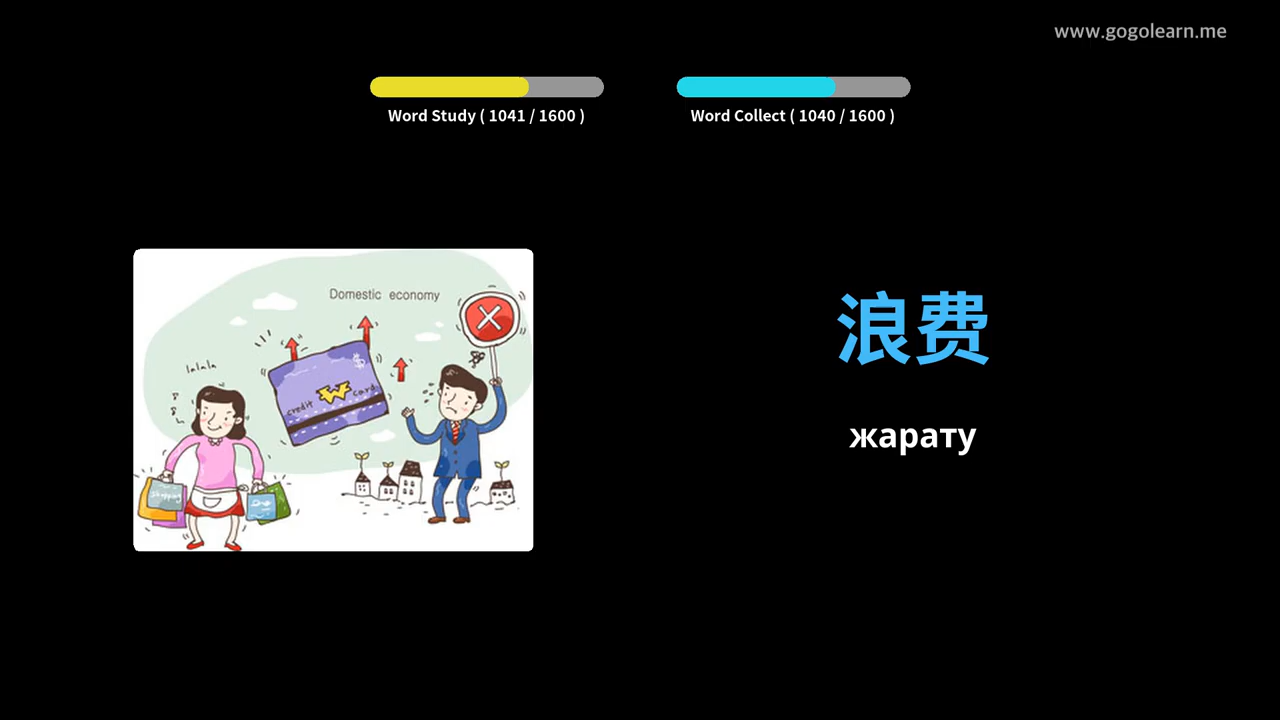 www.gogolearn.me
Word Study ( 1041 / 1600 )
Word Collect ( 1040 / 1600 )
Domestic economy
lalala
credit card
shopping
浪费
жарату